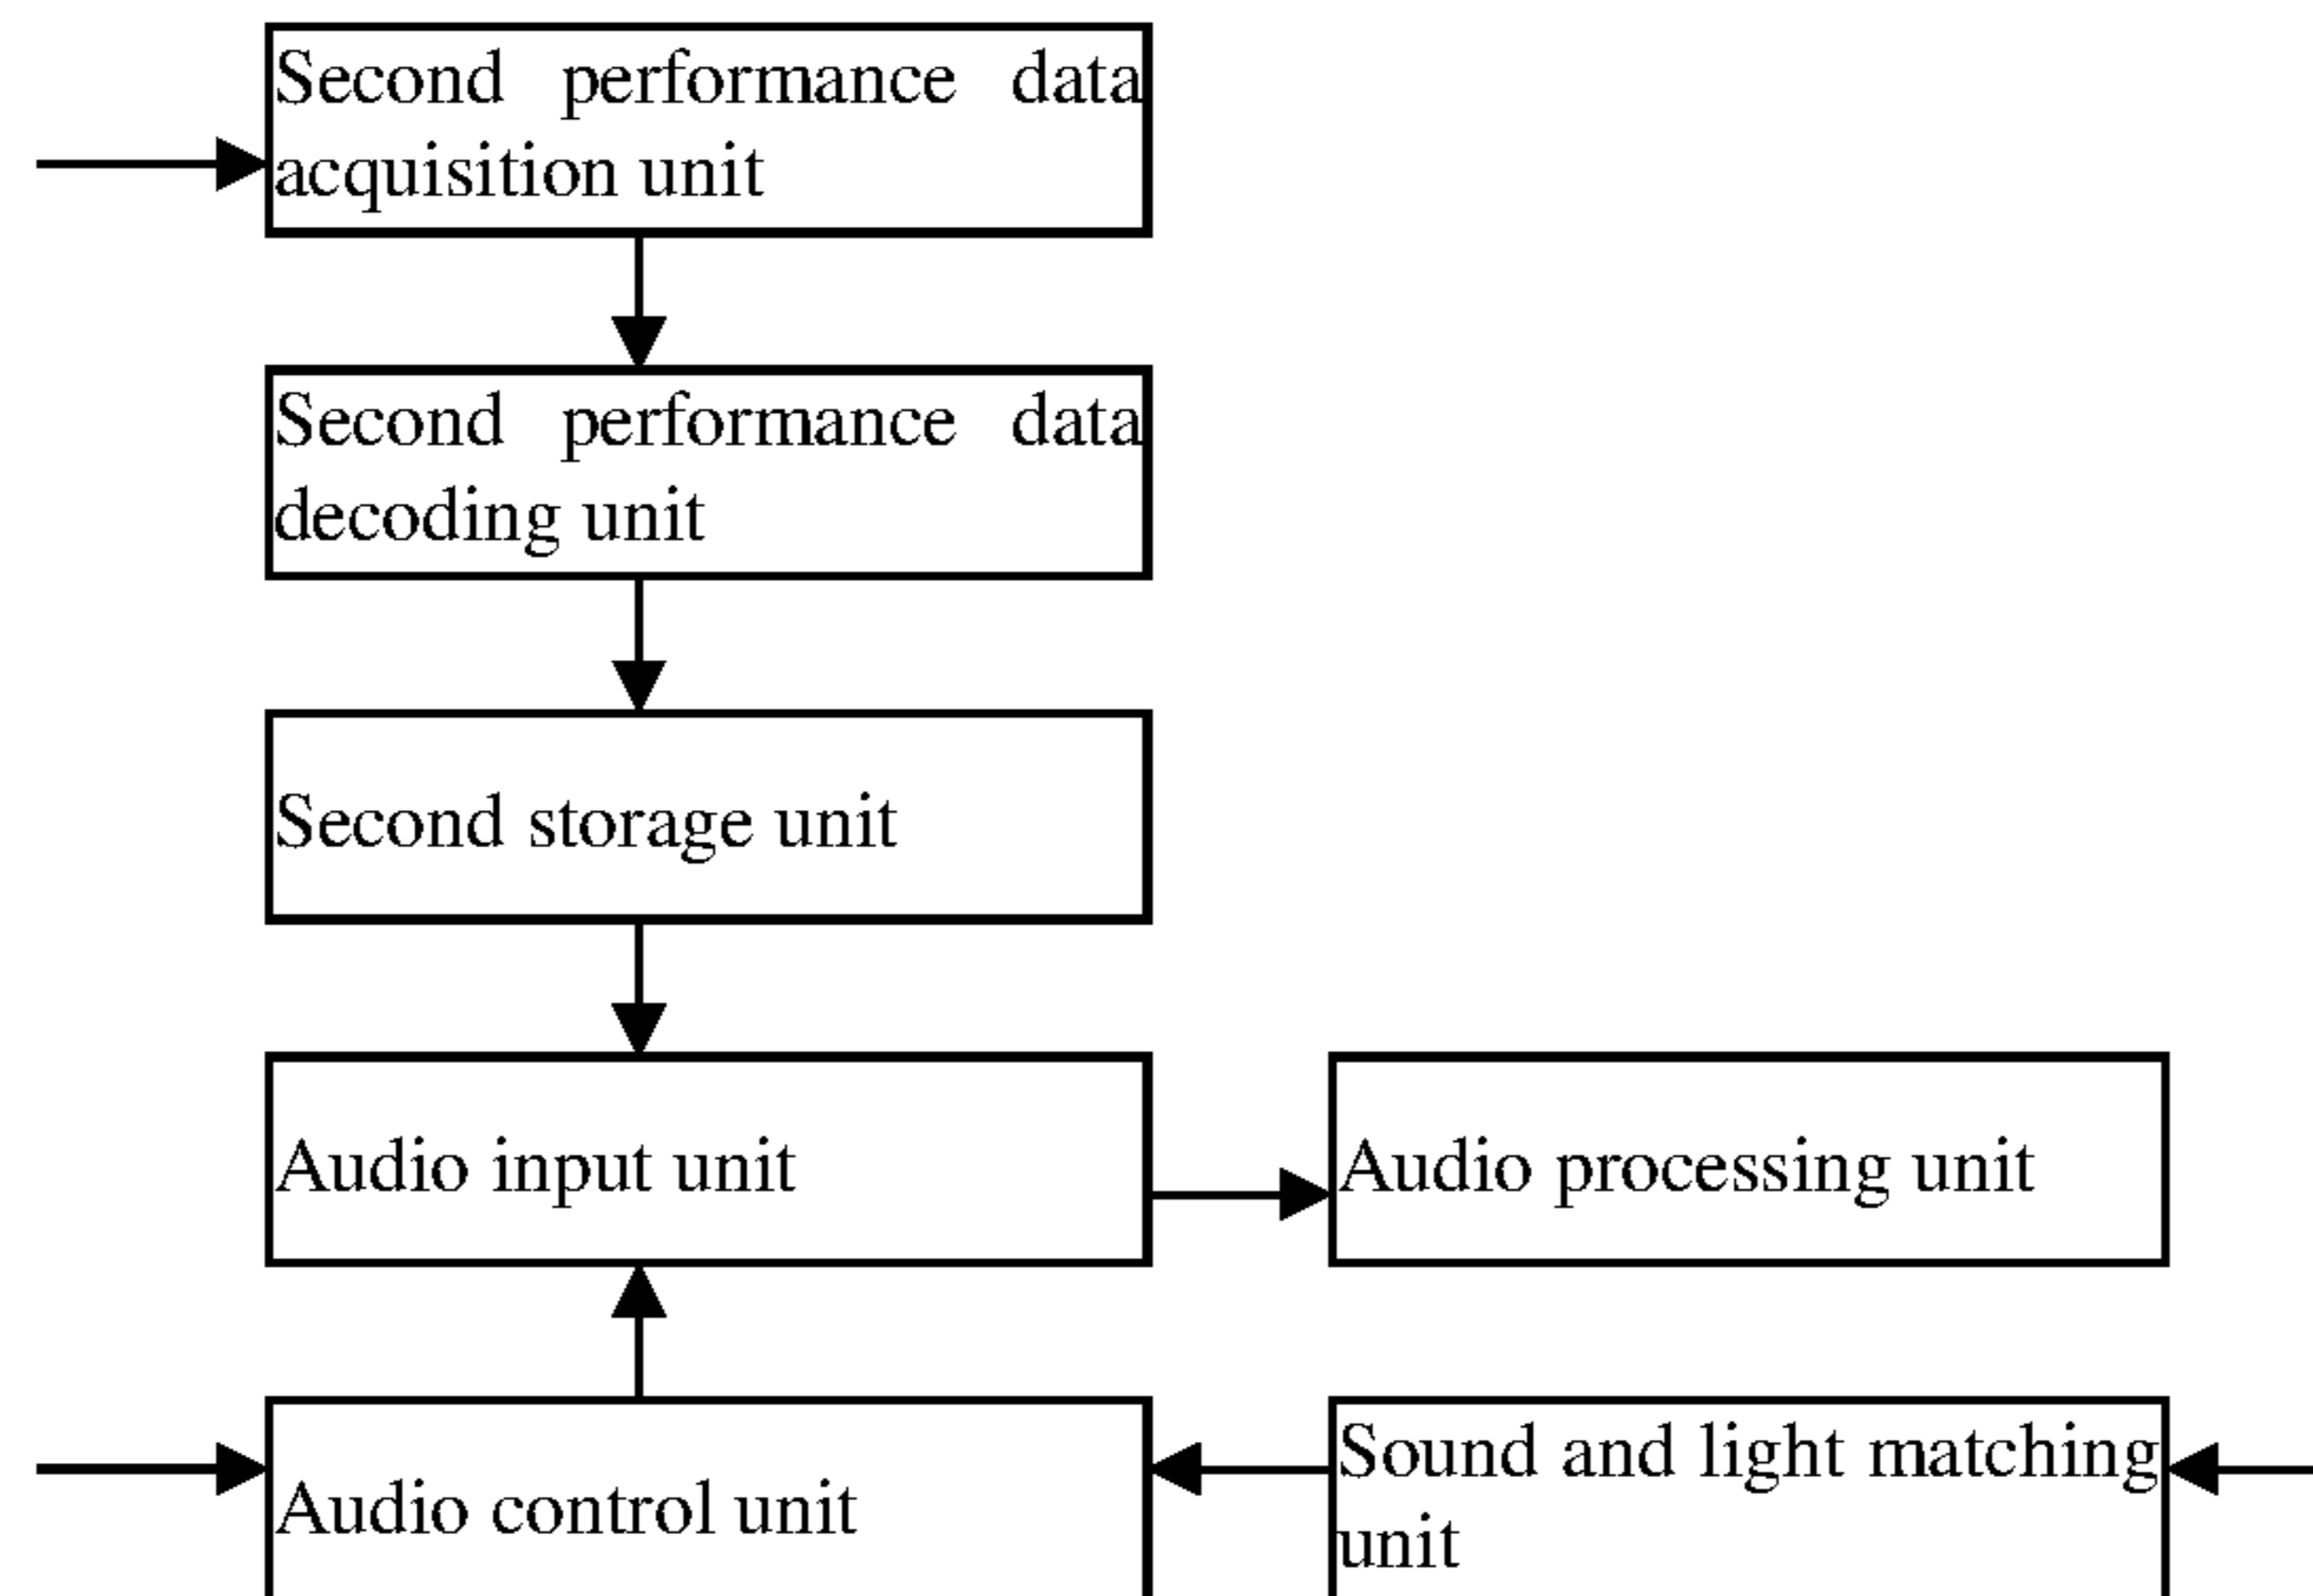 Second performance data
acquisition unit
Second performance data
decoding unit
Second storage unit
Audio input unit
Audio processing unit
Audio control unit
Sound and light matching
unit